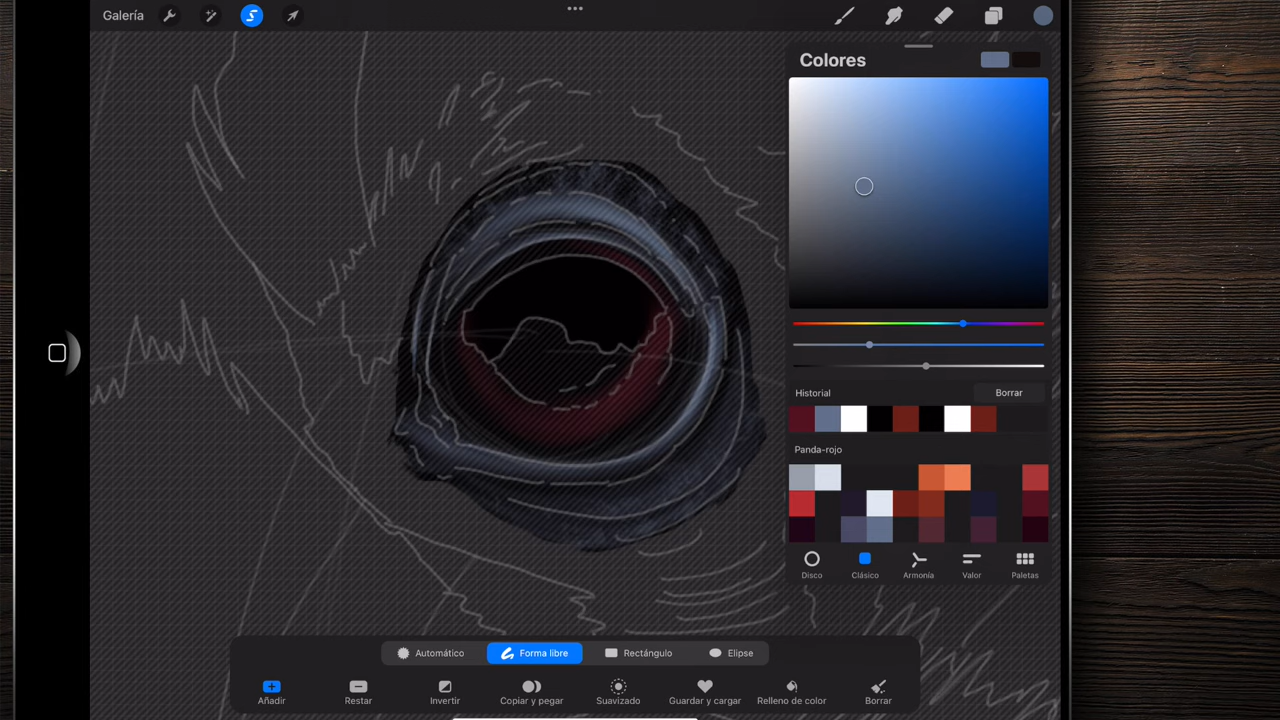 Galería
Colores
Historial
Borrar
Panda-rojo
Disco
Clásico
Armonía
Valor
Paletas
Automático
Forma libre
Rectángulo
Elipse
Añadir
Restar
Invertir
Copiar y pegar
Suavizado
Guardar y cargar
Relleno de color
Borrar